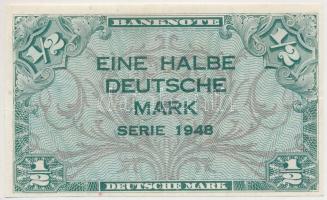 BANKNOTE
1/2 1/2
EINE HALBE
DEUTSCHE
MARK
SERIE 1948
1/2 1/2
DEUTSCHE MARK